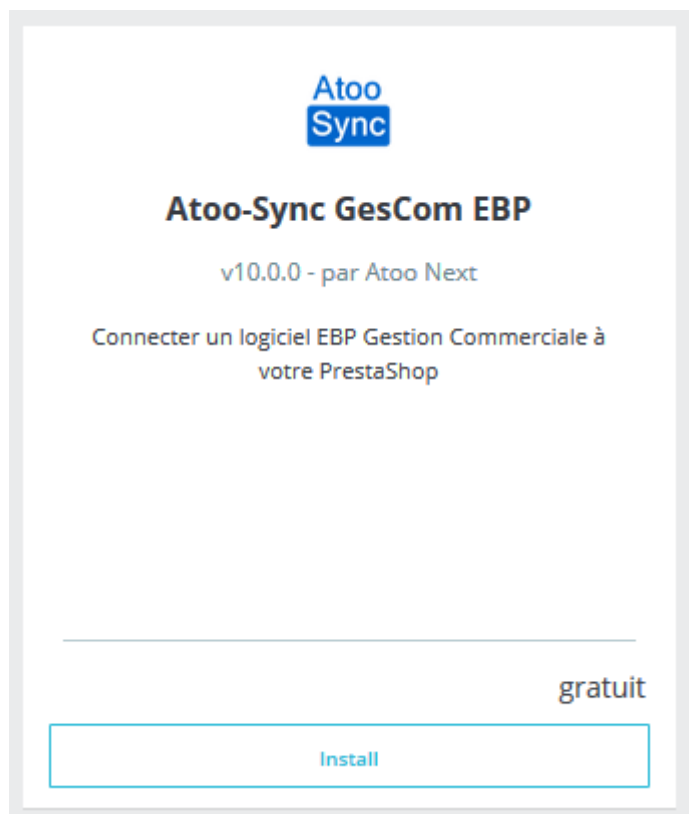 Atoo
Sync
Atoo-Sync GesCom EBP
v10.0.0 - par Atoo Next
Connecter un logiciel EBP Gestion Commerciale à
votre PrestaShop
gratuit
Install